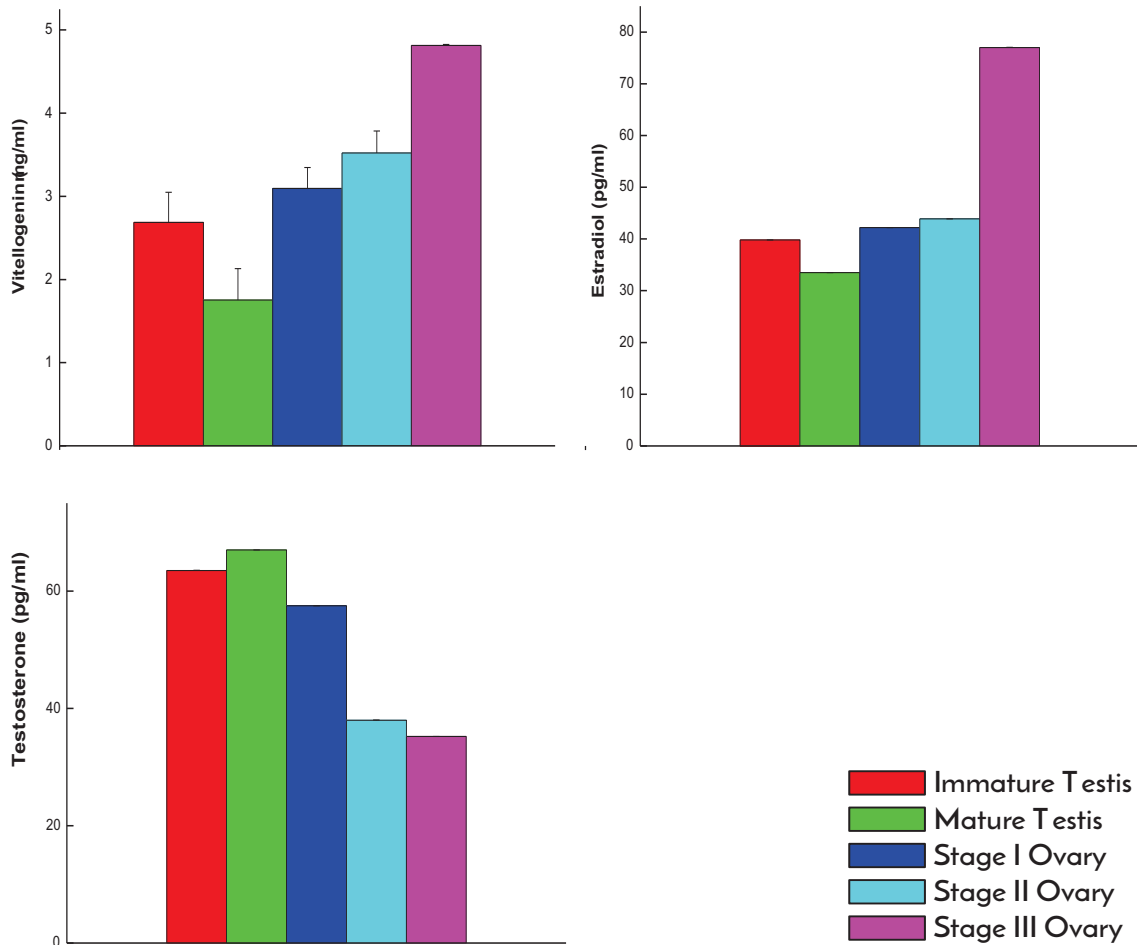 Vitellogenin(ng/ml)
5
4
3
2
1
0
Estradiol (pg/ml)
80
70
60
50
40
30
20
10
0
Testosterone (pg/ml)
60
40
20
0
Immature Testis
Mature Testis
Stage I Ovary
Stage II Ovary
Stage III Ovary